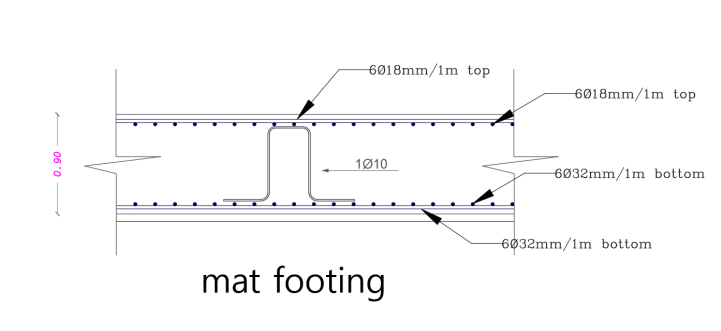 6Ø18mm/1m top
6Ø18mm/1m top
0.90
1Ø10
6Ø32mm/1m bottom
6Ø32mm/1m bottom
mat footing